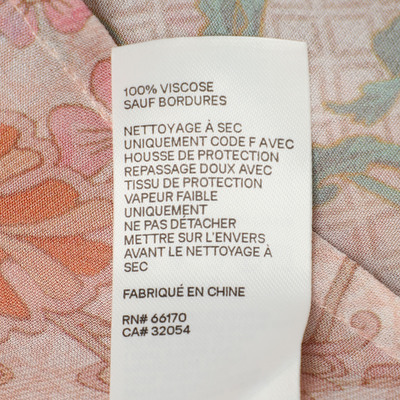 100% VISCOSE
SAUF BORDURES
NETTOYAGE À SEC
UNIQUEMENT CODE F AVEC
HOUSSE DE PROTECTION
REPASSAGE DOUX AVEC
TISSU DE PROTECTION
VAPEUR FAIBLE
UNIQUEMENT
NE PAS DÉTACHER
METTRE SUR L'ENVERS
AVANT LE NETTOYAGE À
SEC
FABRIQUÉ EN CHINE
RN# 66170
CA# 32054